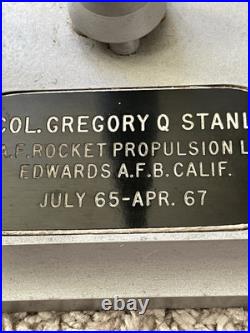 COL. GREGORY Q STANL
A.F. ROCKET PROPULSION L
EDWARDS A.F.B. CALIF.
JULY 65-APR. 67